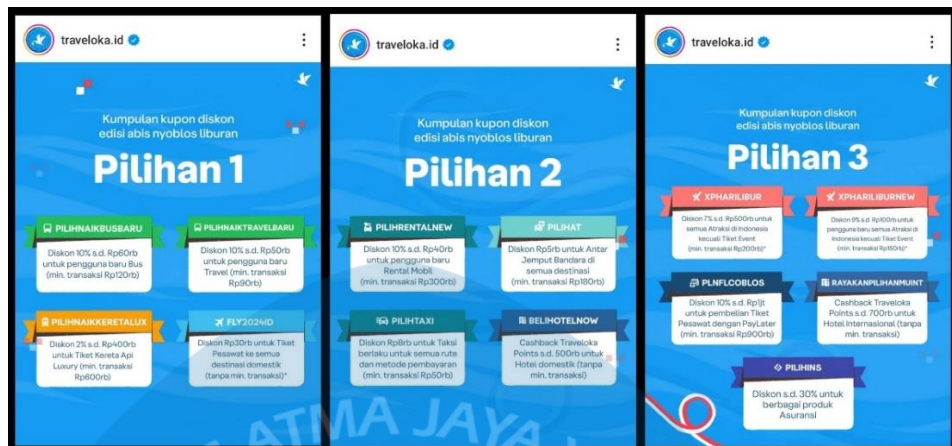 traveloka.id
Kumpulan kupon diskon
edisi abis nyoblos liburan
Pilihan 1
PILIHNAIKBUSBARU
Diskon 10% s.d. Rp60rb
untuk pengguna baru Bus
(min. transaksi Rp120rb)
PILIHNAIKTRAVELBARU
Diskon 10% s.d. Rp50rb
untuk pengguna baru
Travel (min. transaksi
Rp90rb)
PILIHNAIKKERETALUX
Diskon 2% s.d. Rp400rb
untuk Tiket Kereta Api
Luxury (min. transaksi
Rp600rb)
FLY2024ID
Diskon Rp30rb untuk Tiket
Pesawat ke semua
destinasi domestik
(tanpa min. transaksi)*
traveloka.id
Kumpulan kupon diskon
edisi abis nyoblos liburan
Pilihan 2
PILIHRENTALNEW
Diskon 10% s.d. Rp40rb
untuk pengguna baru
Rental Mobil
(min. transaksi Rp300rb)
PILIHAT
Diskon Rp5rb untuk Antar
Jemput Bandara di
semua destinasi
(min. transaksi Rp180rb)
PILIHTAXI
Diskon Rp8rb untuk Taksi
berlaku untuk semua rute
dan metode pembayaran
(min. transaksi Rp50rb)
BELIHOTELNOW
Cashback Traveloka
Points s.d. 500rb untuk
Hotel domestik (tanpa
min. transaksi)
traveloka.id
Kumpulan kupon diskon
edisi abis nyoblos liburan
Pilihan 3
XPHARILIBUR
Diskon 7% s.d. Rp500rb untuk
semua Atraksi di Indonesia
kecuali Tiket Event
(min. transaksi Rp200rb)*
XPHARILIBURNEW
Diskon 9% s.d. Rp100rb untuk
pengguna baru semua Atraksi di
Indonesia kecuali Tiket Event
(min. transaksi Rp150rb)*
PLNFLCOBLOS
Diskon 10% s.d. Rp1jt
untuk pembelian Tiket
Pesawat dengan PayLater
(min. transaksi Rp900rb)
RAYAKANPILIHANMUINT
Cashback Traveloka
Points s.d. 700rb untuk
Hotel Internasional (tanpa
min. transaksi)
PILIHINS
Diskon s.d. 30% untuk
berbagai produk
Asuransi
ATMA JAYA